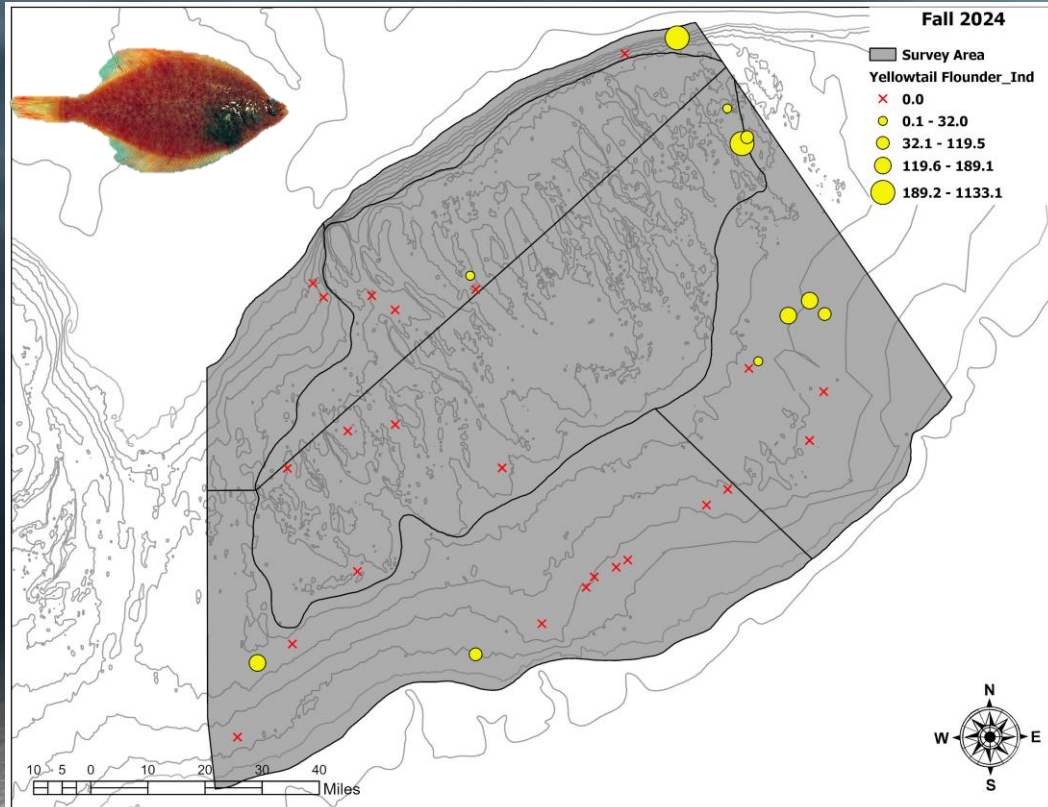 Fall 2024
Survey Area
Yellowtail Flounder_Ind
0.0
0.1 - 32.0
32.1 - 119.5
119.6 - 189.1
189.2 - 1133.1
N
W E
S
10 5 0 10 20 30 40
Miles